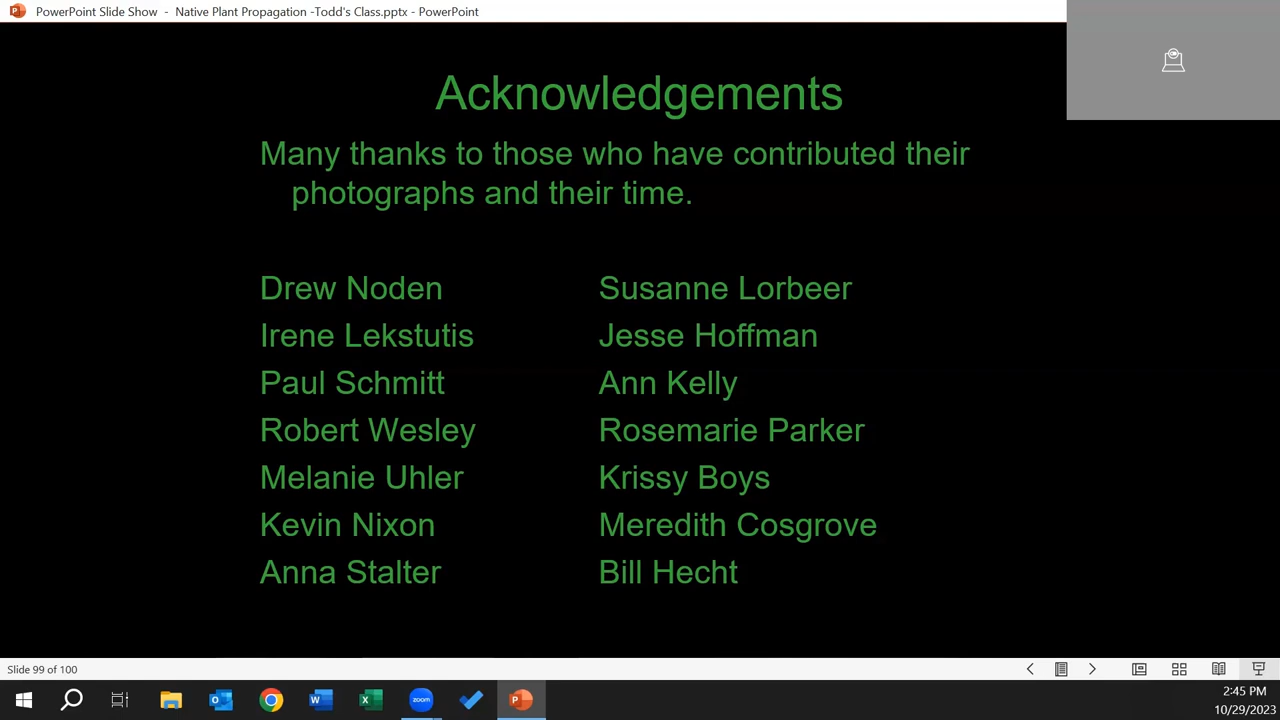 PowerPoint Slide Show - Native Plant Propagation -Todd's Class.pptx - PowerPoint
Acknowledgements
Many thanks to those who have contributed their
photographs and their time.
Drew Noden
Irene Lekstutis
Paul Schmitt
Robert Wesley
Melanie Uhler
Kevin Nixon
Anna Stalter
Susanne Lorbeer
Jesse Hoffman
Ann Kelly
Rosemarie Parker
Krissy Boys
Meredith Cosgrove
Bill Hecht
Slide 99 of 100
zoom
2:45 PM
10/29/2023